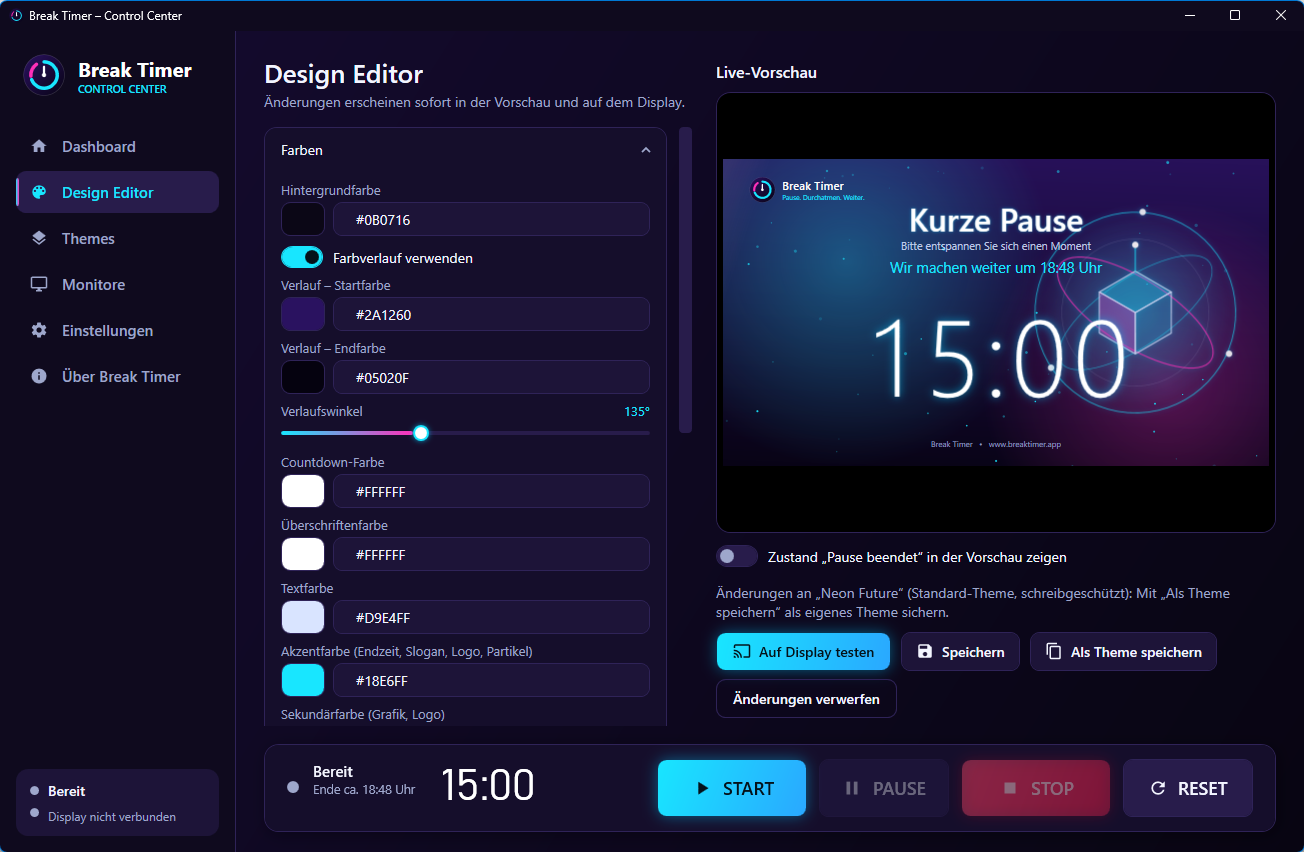 Break Timer – Control Center
Break Timer
CONTROL CENTER
Dashboard
Design Editor
Themes
Monitore
Einstellungen
Über Break Timer
Bereit
Display nicht verbunden
Design Editor
Änderungen erscheinen sofort in der Vorschau und auf dem Display.
Farben
Hintergrundfarbe
#0B0716
Farbverlauf verwenden
Verlauf – Startfarbe
#2A1260
Verlauf – Endfarbe
#05020F
Verlaufswinkel 135°
Countdown-Farbe
#FFFFFF
Überschriftenfarbe
#FFFFFF
Textfarbe
#D9E4FF
Akzentfarbe (Endzeit, Slogan, Logo, Partikel)
#18E6FF
Sekundärfarbe (Grafik, Logo)
Live-Vorschau
Break Timer
Pause. Durchatmen. Weiter.
Kurze Pause
Bitte entspannen Sie sich einen Moment
Wir machen weiter um 18:48 Uhr
15:00
Break Timer • www.breaktimer.app
Zustand „Pause beendet“ in der Vorschau zeigen
Änderungen an „Neon Future“ (Standard-Theme, schreibgeschützt): Mit „Als Theme
speichern“ als eigenes Theme sichern.
Auf Display testen
Speichern
Als Theme speichern
Änderungen verwerfen
Bereit
Ende ca. 18:48 Uhr
15:00
START
PAUSE
STOP
RESET